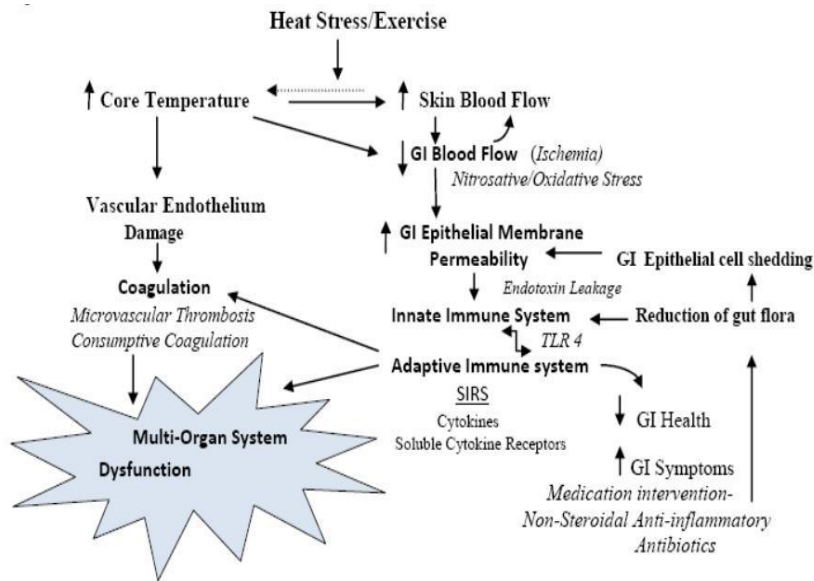 Heat Stress/Exercise
Core Temperature
Skin Blood Flow
GI Blood Flow (Ischemia)
Nitrosative/Oxidative Stress
Vascular Endothelium
Damage
GI Epithelial Membrane
Permeability
GI Epithelial cell shedding
Coagulation
Endotoxin Leakage
Microvascular Thrombosis
Consumptive Coagulation
Innate Immune System
Reduction of gut flora
TLR 4
Adaptive Immune system
SIRS
Cytokines
Soluble Cytokine Receptors
GI Health
Multi-Organ System
Dysfunction
GI Symptoms
Medication intervention-
Non-Steroidal Anti-inflammatory
Antibiotics